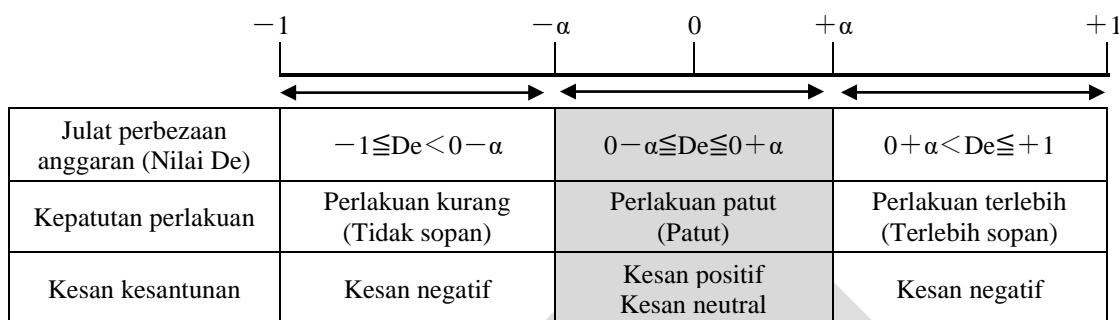 －1 －α 0 ＋α ＋1
Julat perbezaan
anggaran (Nilai De)
－1≦De＜0－α
0－α≦De≦0＋α
0＋α＜De≦＋1
Kepatutan perlakuan
Perlakuan kurang
(Tidak sopan)
Perlakuan patut
(Patut)
Perlakuan terlebih
(Terlebih sopan)
Kesan kesantunan
Kesan negatif
Kesan positif
Kesan neutral
Kesan negatif